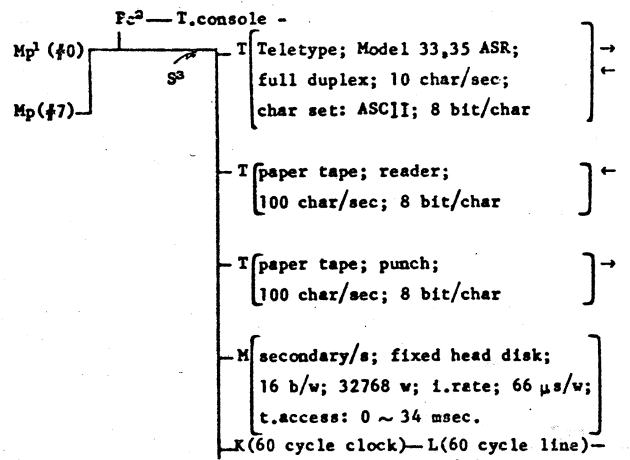 Pc² — T.console -
Mp¹ (#0)
S³
Mp(#7)
T[Teletype; Model 33,35 ASR; →
full duplex; 10 char/sec; ←
char set: ASCII; 8 bit/char]
T[paper tape; reader; ←
100 char/sec; 8 bit/char]
T[paper tape; punch; →
100 char/sec; 8 bit/char]
M[secondary/s; fixed head disk;
16 b/w; 32768 w; i.rate; 66 μs/w;
t.access: 0 ~ 34 msec.]
K(60 cycle clock)—L(60 cycle line)—